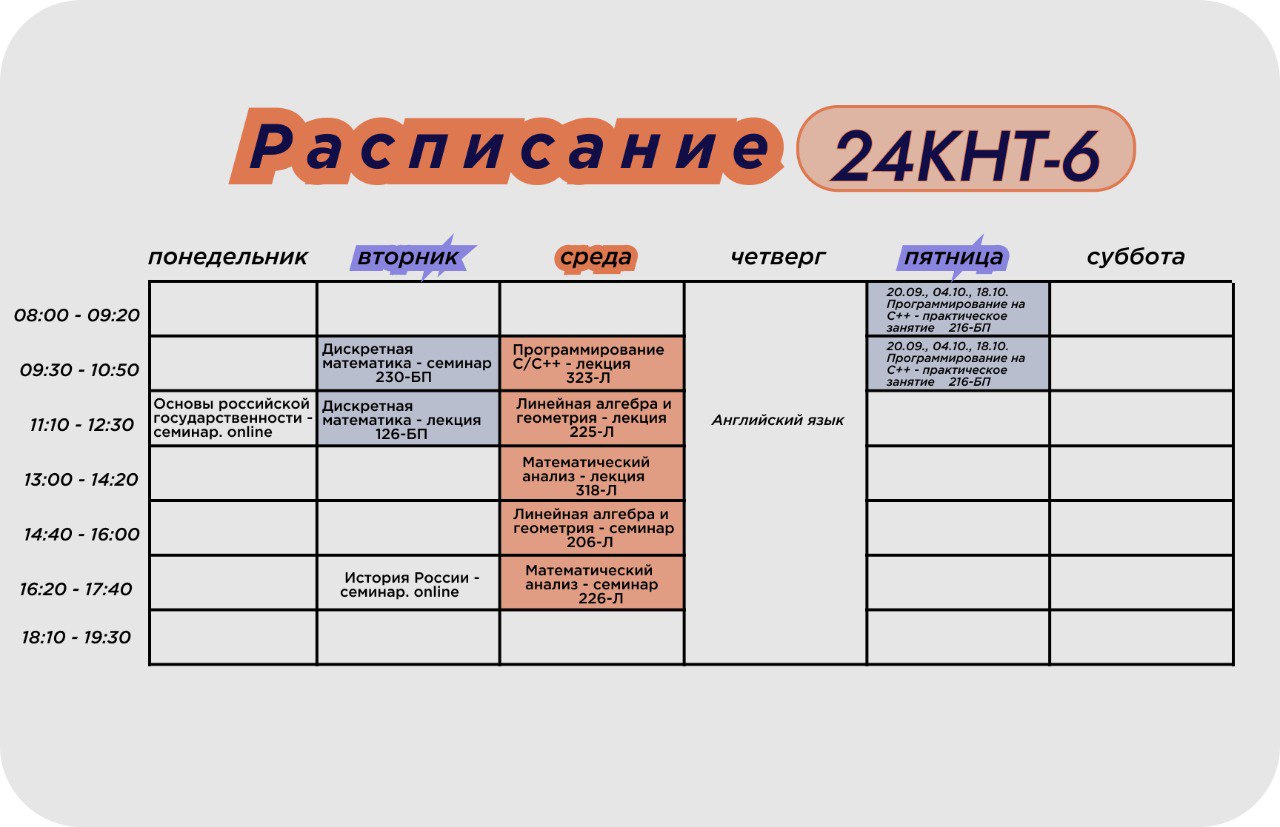 Расписание 24КНТ-6
понедельник вторник среда четверг пятница суббота
08:00 - 09:20
20.09., 04.10., 18.10.
Программирование на
С++ - практическое
занятие 216-БП
09:30 - 10:50
Дискретная
математика - семинар
230-БП
Программирование
С/С++ - лекция
323-Л
20.09., 04.10., 18.10.
Программирование на
С++ - практическое
занятие 216-БП
11:10 - 12:30
Основы российской
государственности -
семинар. online
Дискретная
математика - лекция
126-БП
Линейная алгебра и
геометрия - лекция
225-Л
Английский язык
13:00 - 14:20
Математический
анализ - лекция
318-Л
14:40 - 16:00
Линейная алгебра и
геометрия - семинар
206-Л
16:20 - 17:40
История России -
семинар. online
Математический
анализ - семинар
226-Л
18:10 - 19:30